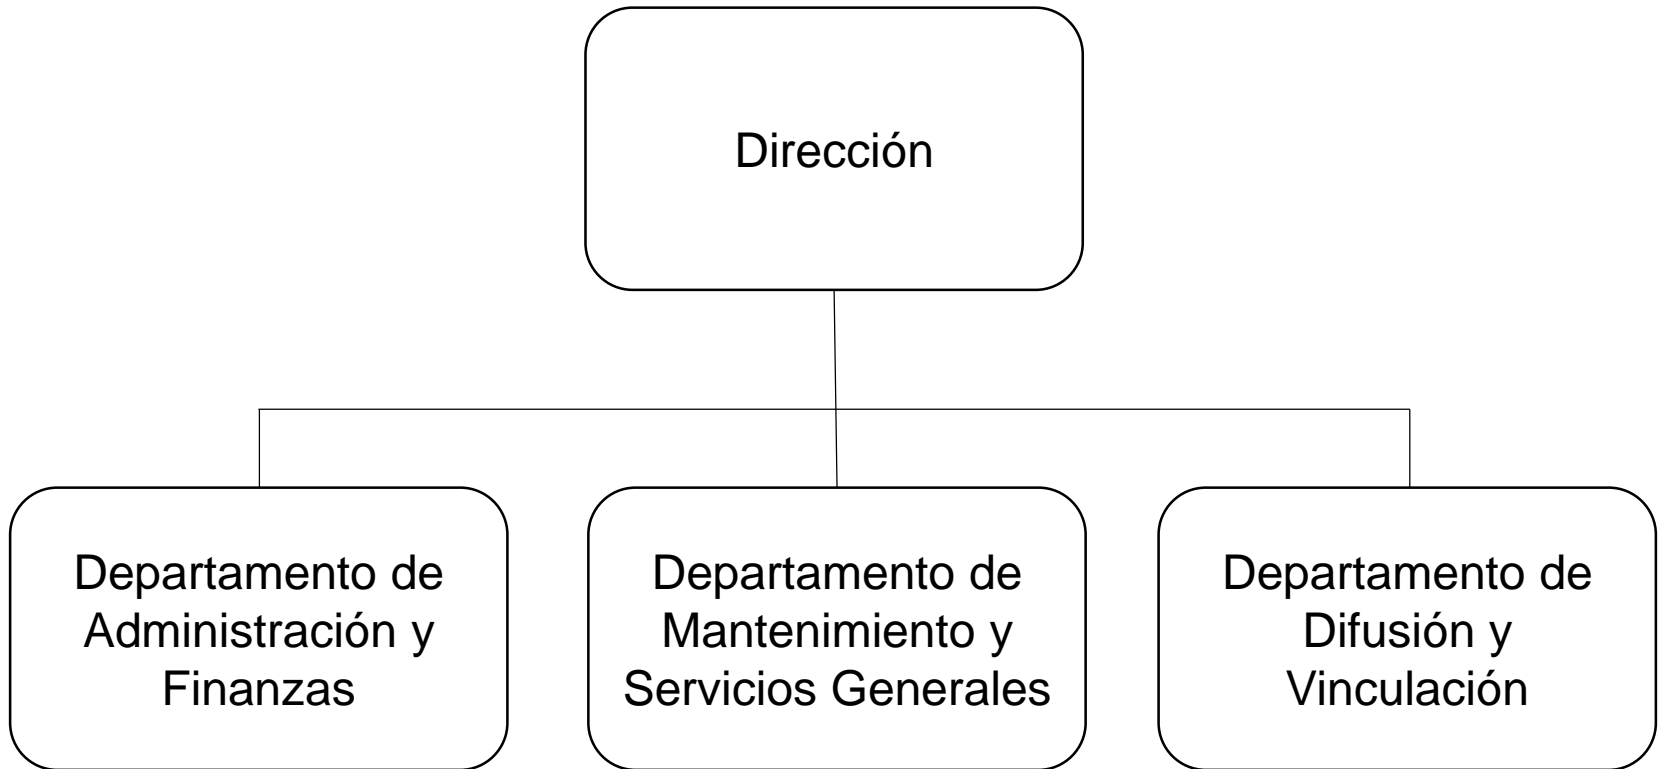 Dirección
Departamento de
Administración y
Finanzas
Departamento de
Mantenimiento y
Servicios Generales
Departamento de
Difusión y
Vinculación